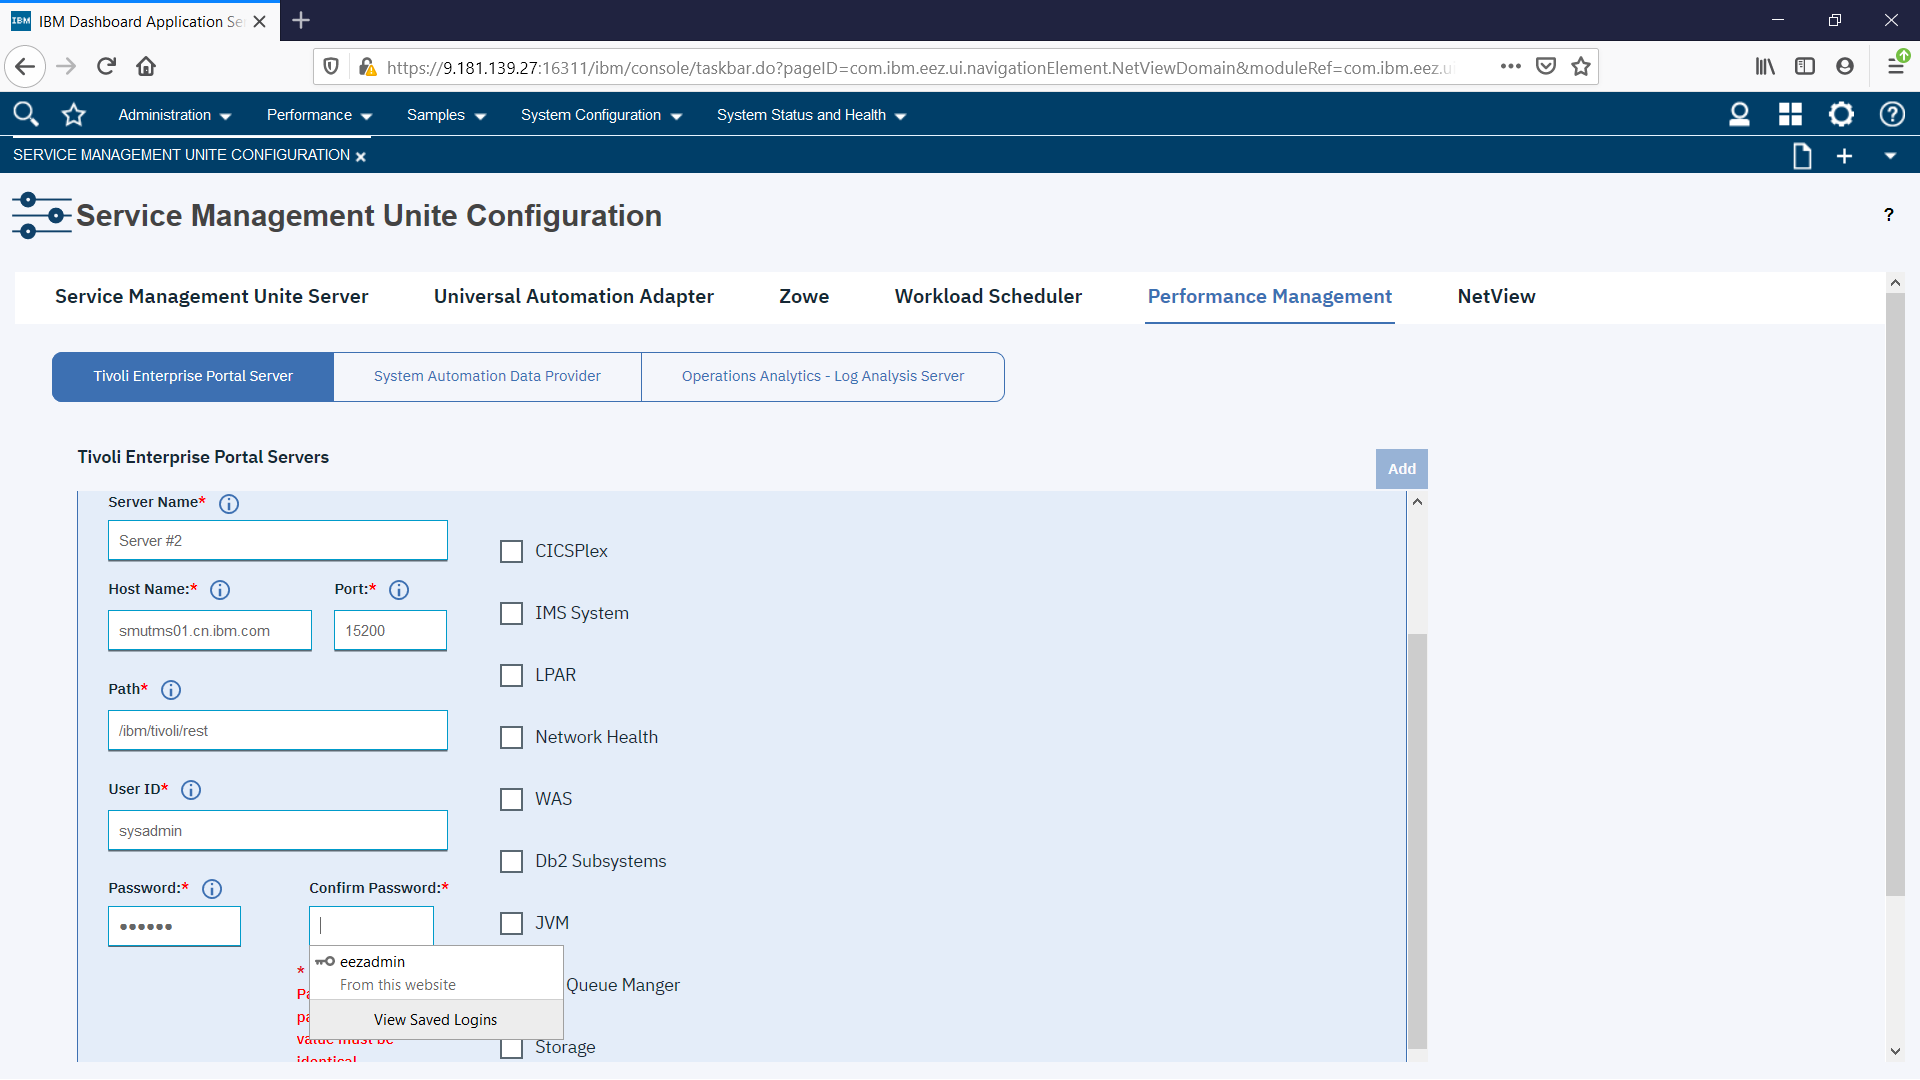 IBM Dashboard Application Se
https://9.181.139.27:16311/ibm/console/taskbar.do?pageID=com.ibm.eez.ui.navigationElement.NetViewDomain&moduleRef=com.ibm.eez.u
Administration Performance Samples System Configuration System Status and Health
SERVICE MANAGEMENT UNITE CONFIGURATION
Service Management Unite Configuration
?
Service Management Unite Server Universal Automation Adapter Zowe Workload Scheduler Performance Management NetView
Tivoli Enterprise Portal Server System Automation Data Provider Operations Analytics - Log Analysis Server
Tivoli Enterprise Portal Servers
Add
Server Name*
Server #2
CICSPlex
Host Name:* Port:*
IMS System
smutms01.cn.ibm.com 15200
LPAR
Path*
/ibm/tivoli/rest
Network Health
User ID*
WAS
sysadmin
Db2 Subsystems
Password:* Confirm Password:*
••••••
JVM
eezadmin
From this website
*
Queue Manger
View Saved Logins
value must be
identical
Storage